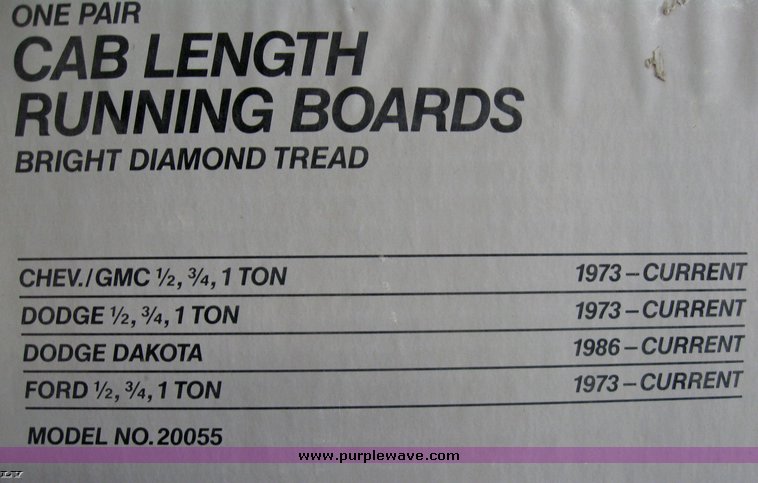 ONE PAIR
CAB LENGTH
RUNNING BOARDS
BRIGHT DIAMOND TREAD
CHEV./GMC ½, ¾, 1 TON 1973 – CURRENT
DODGE ½, ¾, 1 TON 1973 – CURRENT
DODGE DAKOTA 1986 – CURRENT
FORD ½, ¾, 1 TON 1973 – CURRENT
MODEL NO. 20055
www.purplewave.com